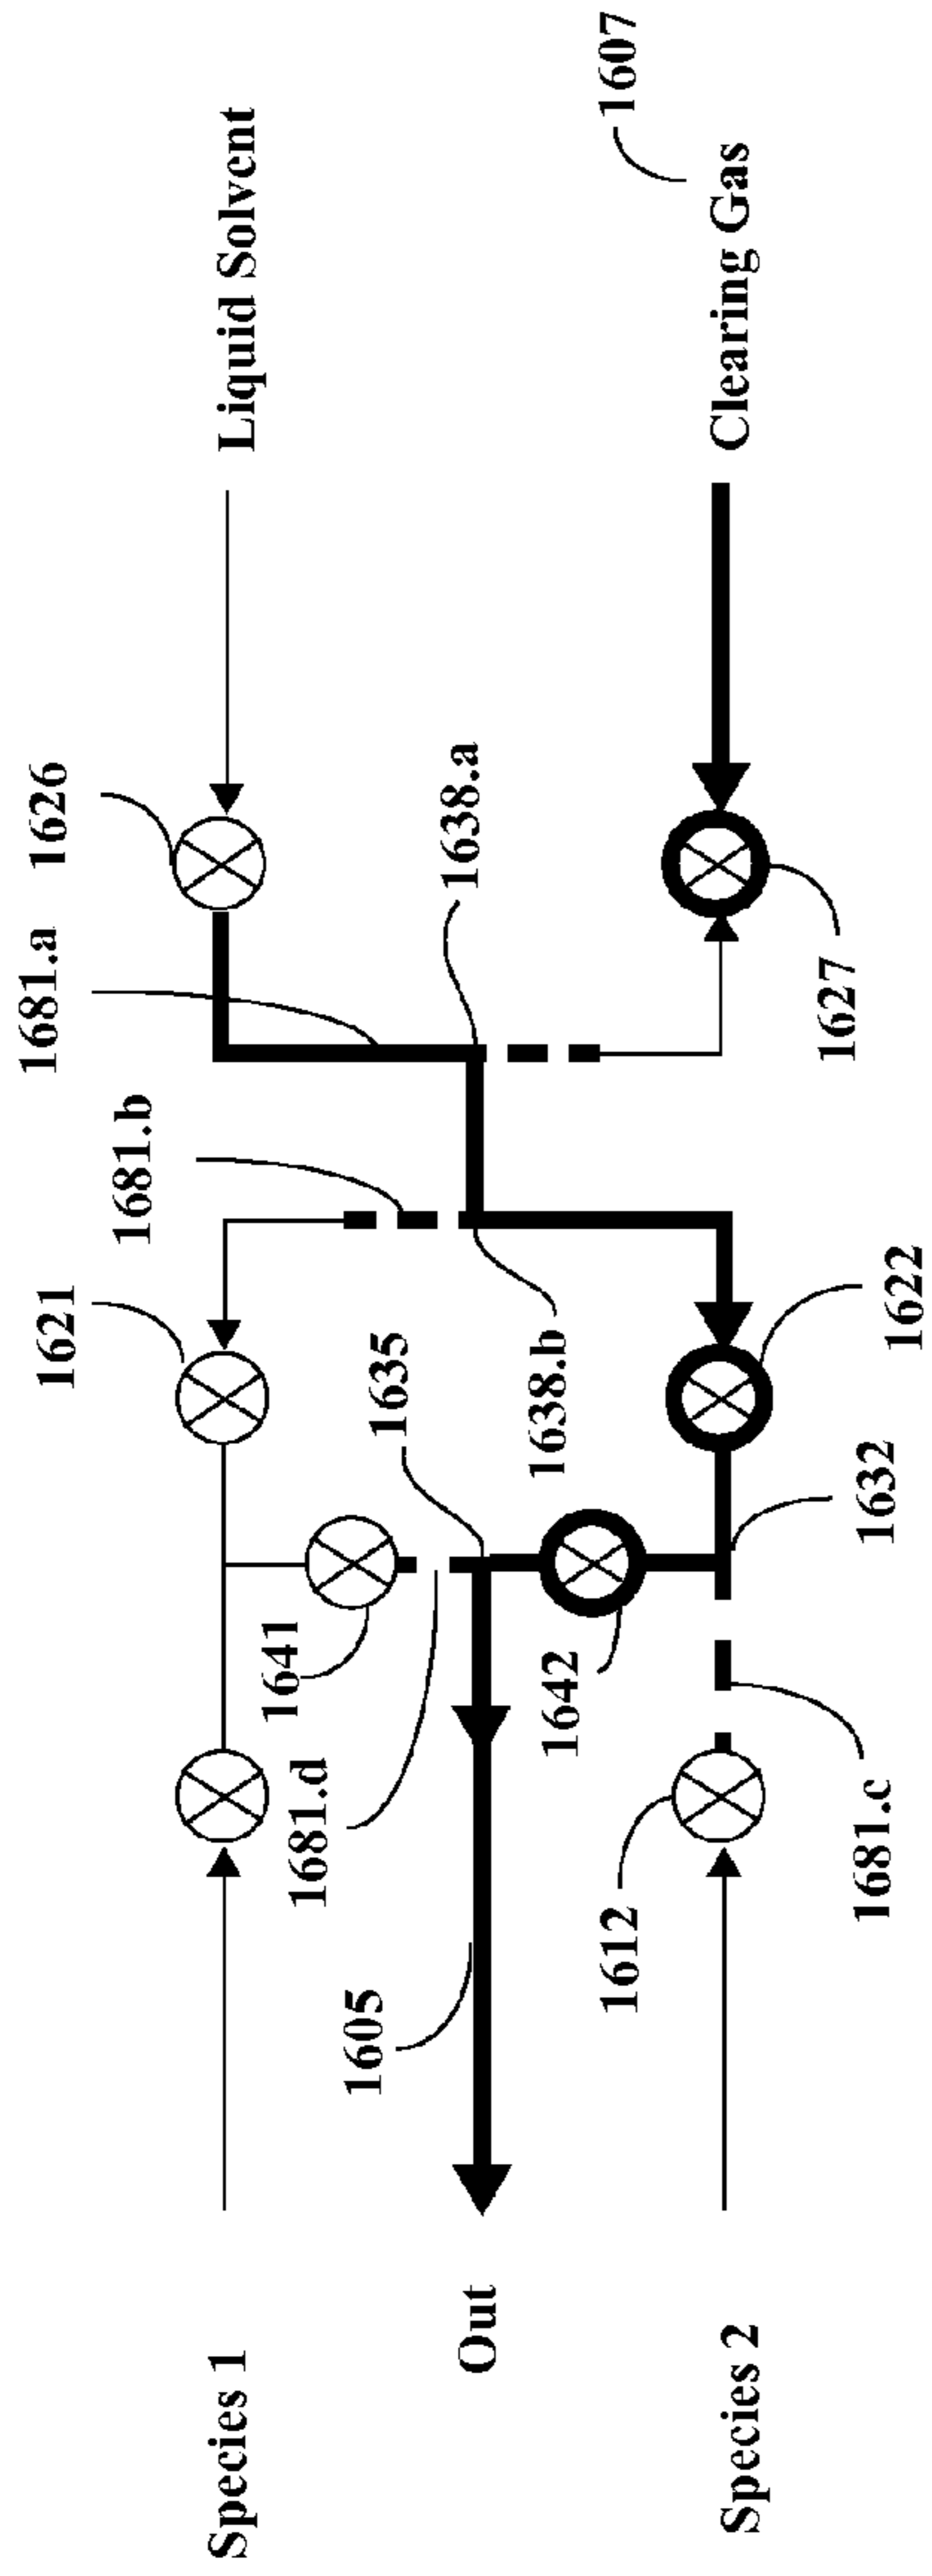 Species 1
Out
Species 2
1605
1612
1681.d
1641
1642
1681.c
1621
1635
1638.b
1632
1622
1681.b
1681.a
1626
1638.a
1627
Liquid Solvent
Clearing Gas
1607